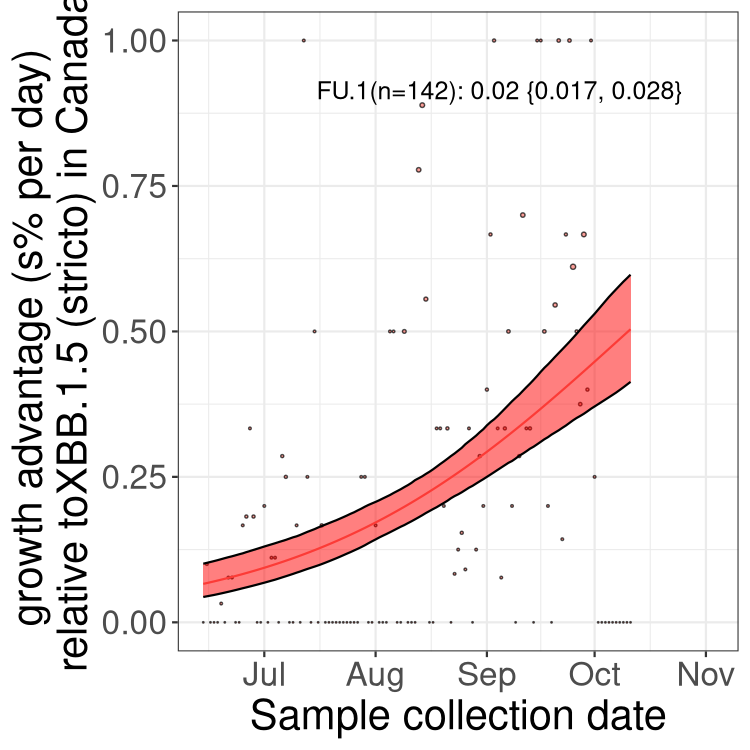 growth advantage (s% per day)
relative toXBB.1.5 (stricto) in Canada
1.00
0.75
0.50
0.25
0.00
FU.1(n=142): 0.02 {0.017, 0.028}
Jul Aug Sep Oct Nov
Sample collection date